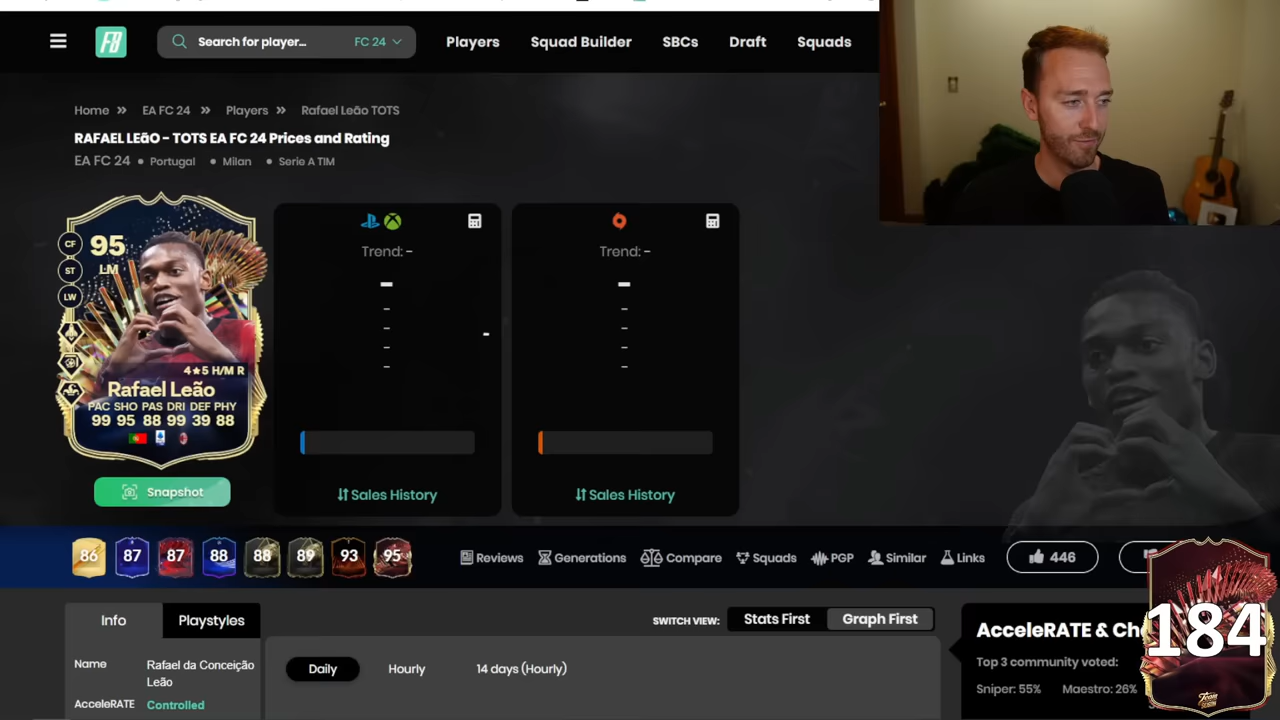 FB
Search for player...
FC 24
Players
Squad Builder
SBCs
Draft
Squads
Home » EA FC 24 » Players » Rafael Leão TOTS
RAFAEL LEãO - TOTS EA FC 24 Prices and Rating
EA FC 24 • Portugal • Milan • Serie A TIM
CF
ST
LW
95
LM
4★5 H/M R
Rafael Leão
PAC SHO PAS DRI DEF PHY
99 95 88 99 39 88
Snapshot
Trend: -
-
-
-
-
-
-
Sales History
Trend: -
-
-
-
-
-
Sales History
86
87
87
88
88
89
93
95
Reviews
Generations
Compare
Squads
PGP
Similar
Links
446
Info
Playstyles
SWITCH VIEW:
Stats First
Graph First
Name
Rafael da Conceição
Leão
AcceleRATE
Controlled
Daily
Hourly
14 days (Hourly)
AcceleRATE & Ch
Top 3 community voted:
Sniper: 55%
Maestro: 26%
184